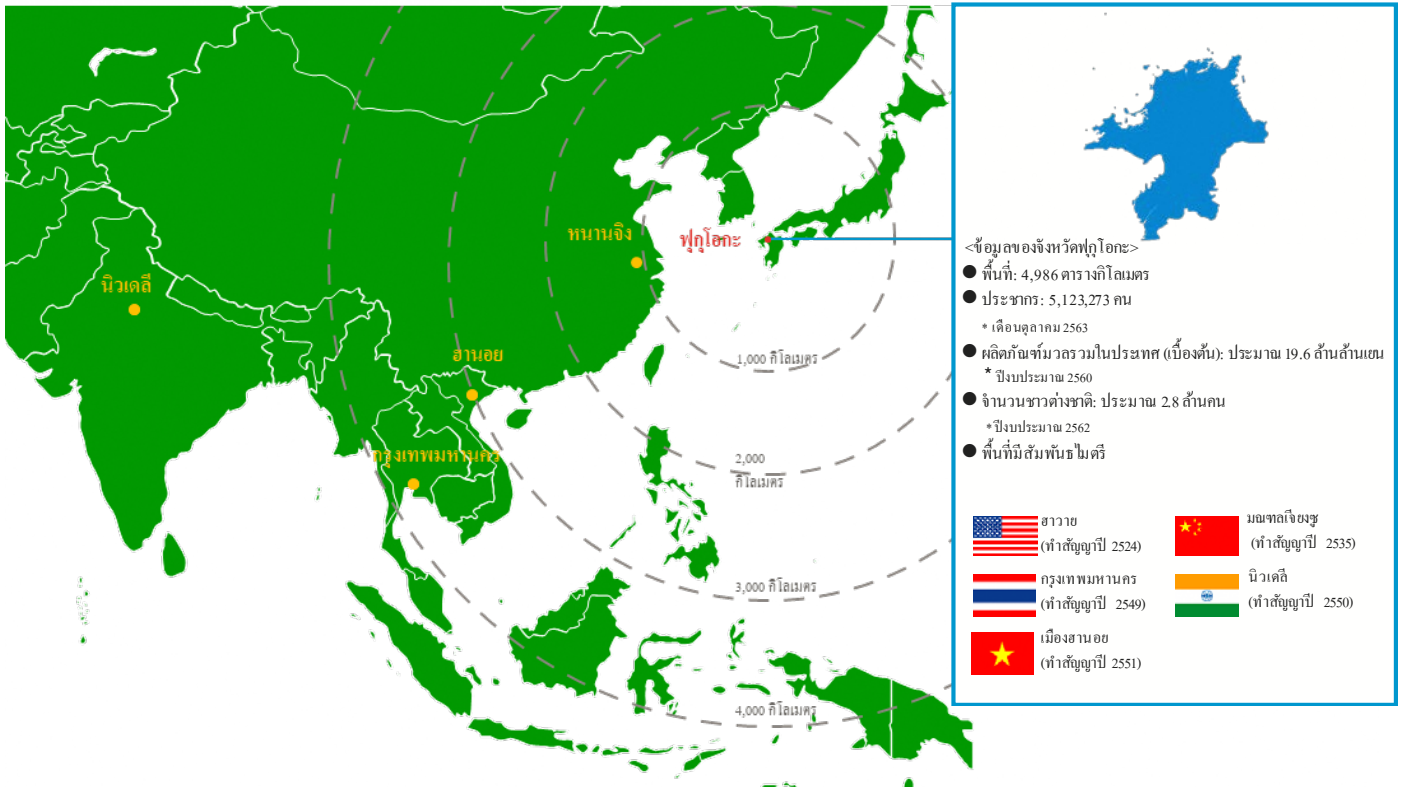 หนานจิง
ฟุกุโอกะ
นิวเดลี
ฮานอย
กรุงเทพมหานคร
1,000 กิโลเมตร
2,000
กิโลเมตร
3,000 กิโลเมตร
4,000 กิโลเมตร
<ข้อมูลของจังหวัดฟุกุโอกะ>
● พื้นที่: 4,986 ตารางกิโลเมตร
● ประชากร: 5,123,273 คน
* เดือนตุลาคม 2563
● ผลิตภัณฑ์มวลรวมในประเทศ (เบื้องต้น): ประมาณ 19.6 ล้านล้านเยน
* ปีงบประมาณ 2560
● จำนวนชาวต่างชาติ: ประมาณ 2.8 ล้านคน
* ปีงบประมาณ 2562
● พื้นที่มีสัมพันธไมตรี
ฮาวาย
(ทำสัญญาปี 2524)
มณฑลเจียงซู
(ทำสัญญาปี 2535)
กรุงเทพมหานคร
(ทำสัญญาปี 2549)
นิวเดลี
(ทำสัญญาปี 2550)
เมืองฮานอย
(ทำสัญญาปี 2551)